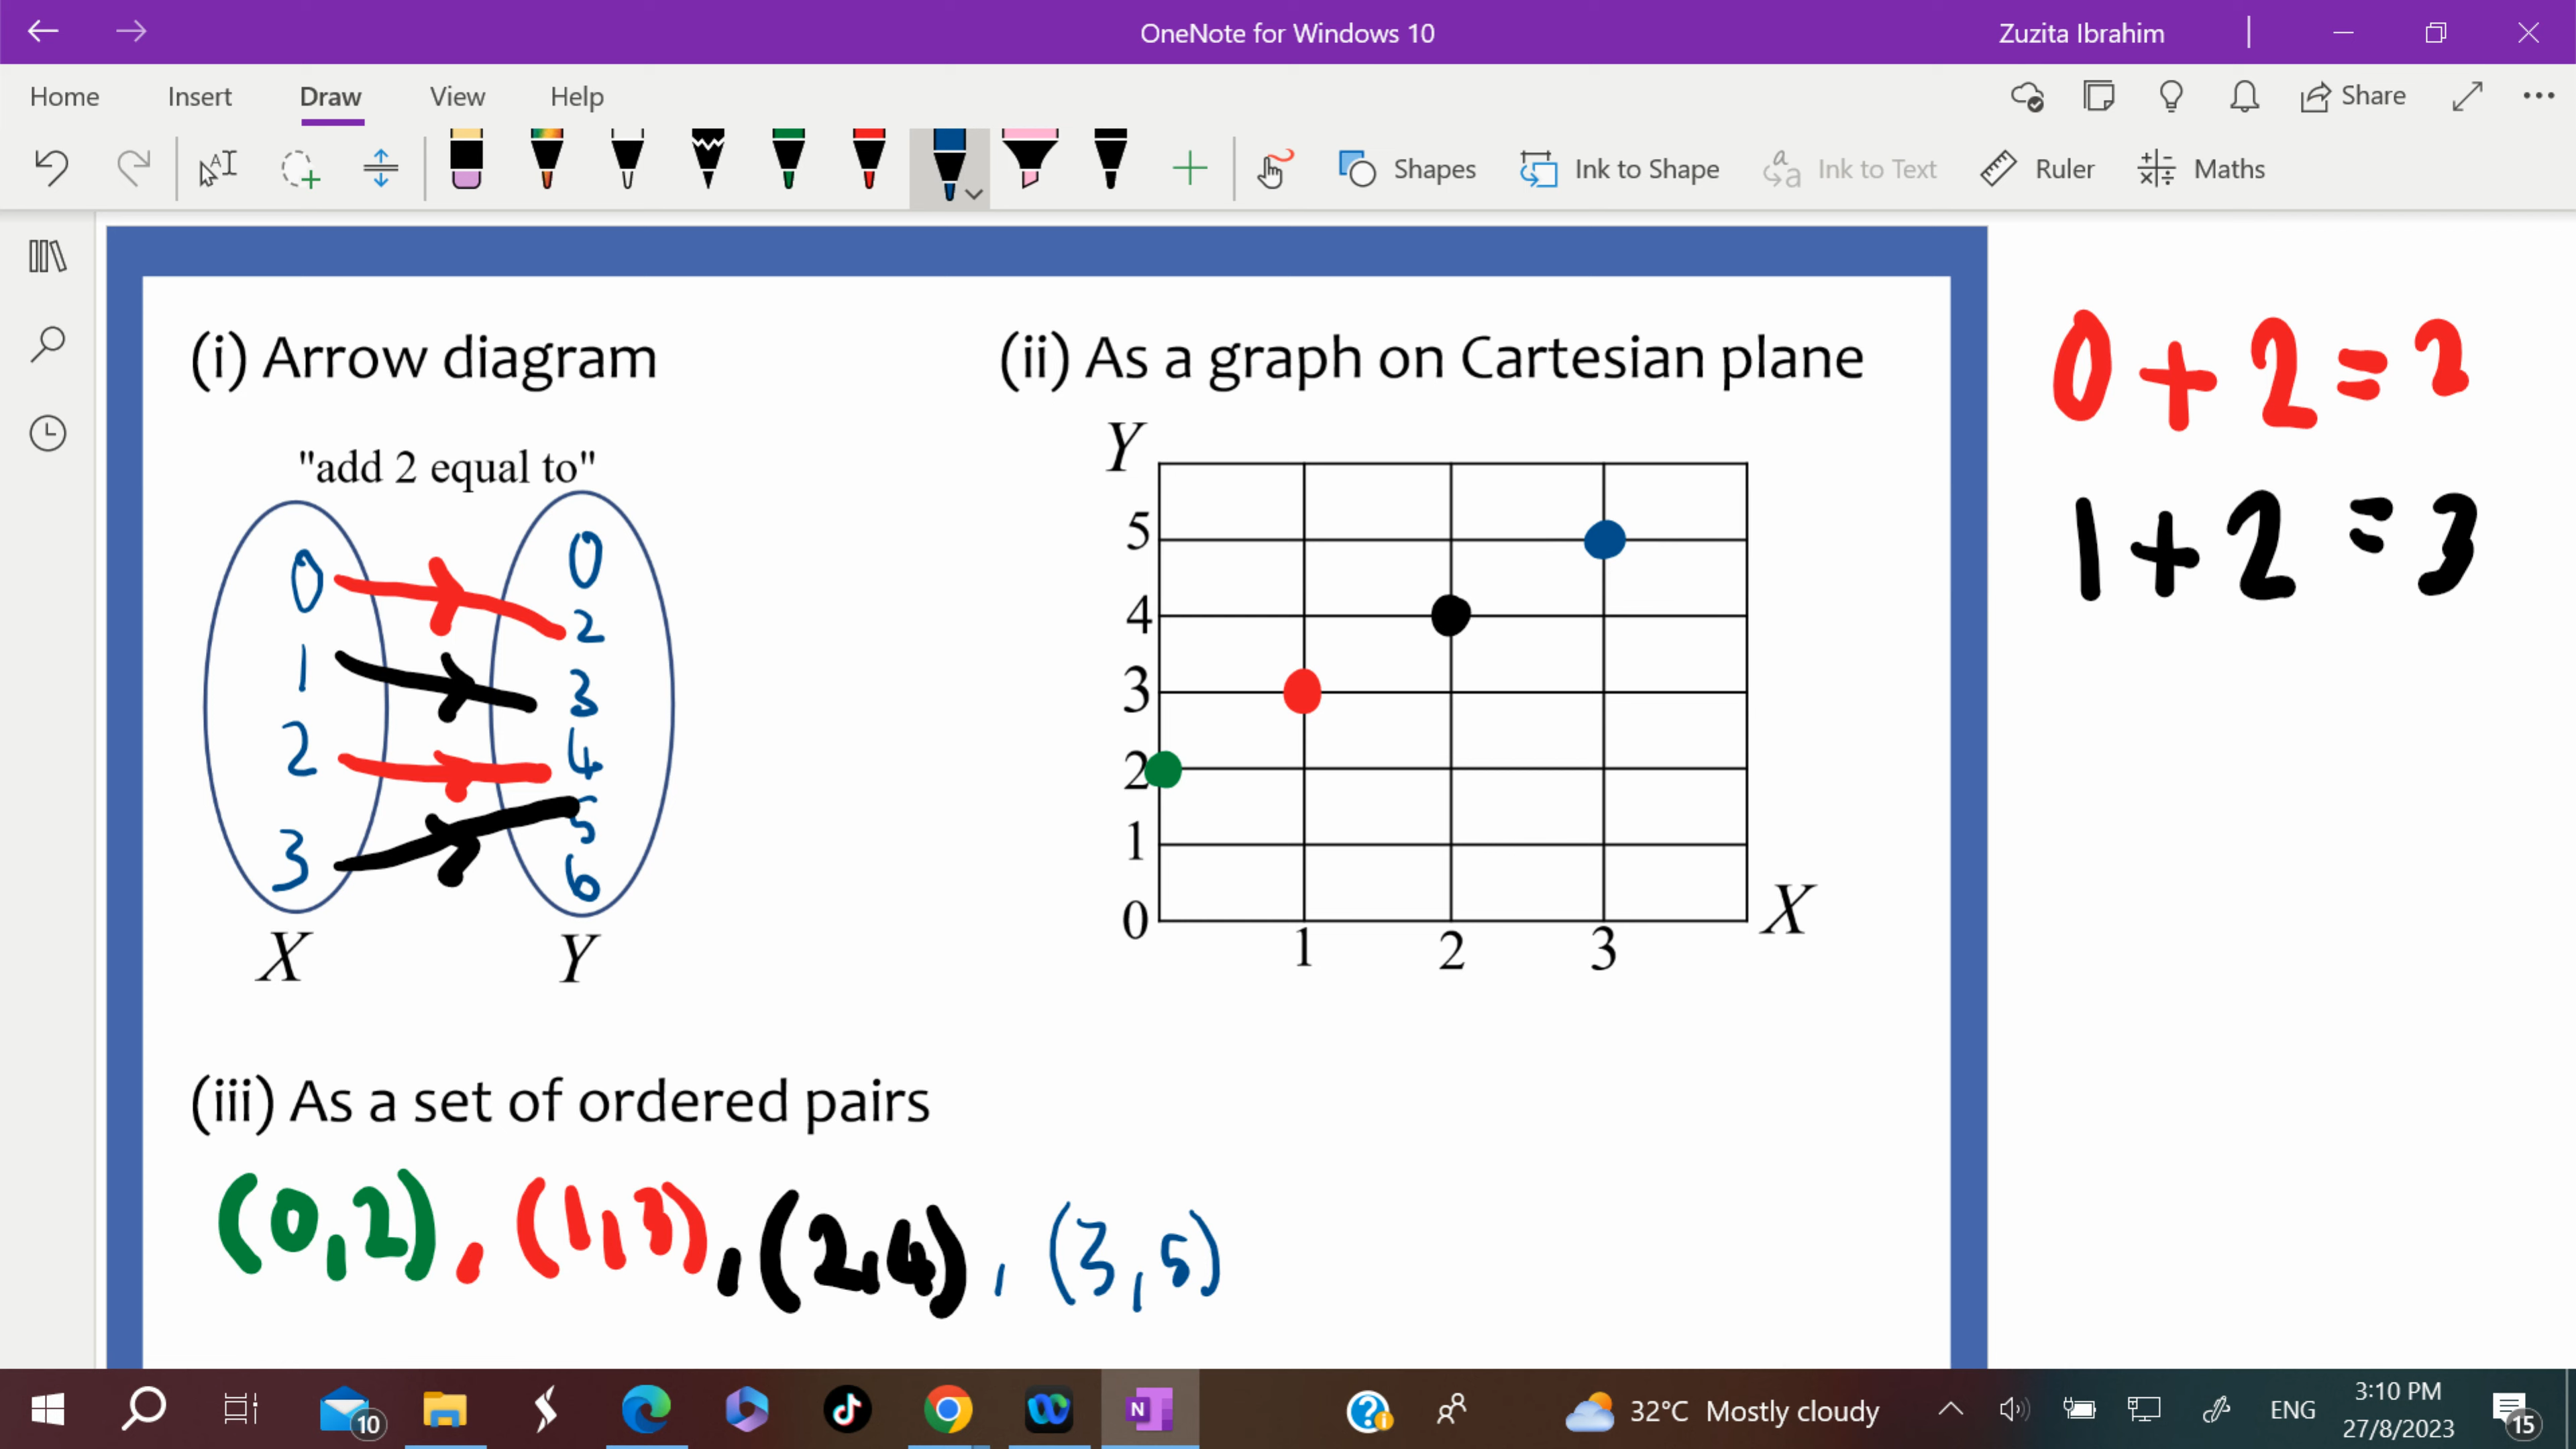 OneNote for Windows 10
Zuzita Ibrahim
Home Insert Draw View Help
Share
Shapes Ink to Shape Ink to Text Ruler Maths
(i) Arrow diagram
"add 2 equal to"
0
1
2
3
X
0
2
3
4
5
6
Y
(ii) As a graph on Cartesian plane
Y
5
4
3
2
1
0
1 2 3
X
0 + 2 = 2
1 + 2 = 3
(iii) As a set of ordered pairs
(0,2), (1,3), (2,4), (3,5)
10
N
32°C Mostly cloudy
ENG
3:10 PM
27/8/2023
15